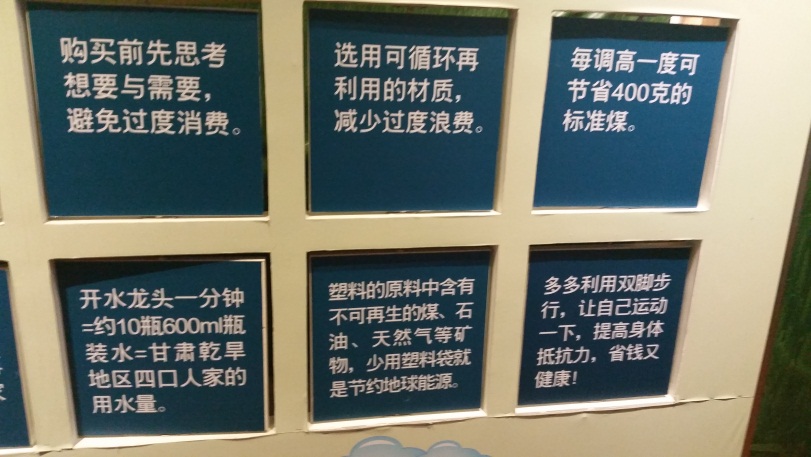 购买前先思考
想要与需要，
避免过度消费。
选用可循环再
利用的材质，
减少过度浪费。
每调高一度可
节省400克的
标准煤。
开水龙头一分钟
=约10瓶600ml瓶
装水=甘肃乾旱
地区四口人家的
用水量。
塑料的原料中含有
不可再生的煤、石
油、天然气等矿
物，少用塑料袋就
是节约地球能源。
多多利用双脚步
行，让自己运动
一下，提高身体
抵抗力，省钱又
健康！